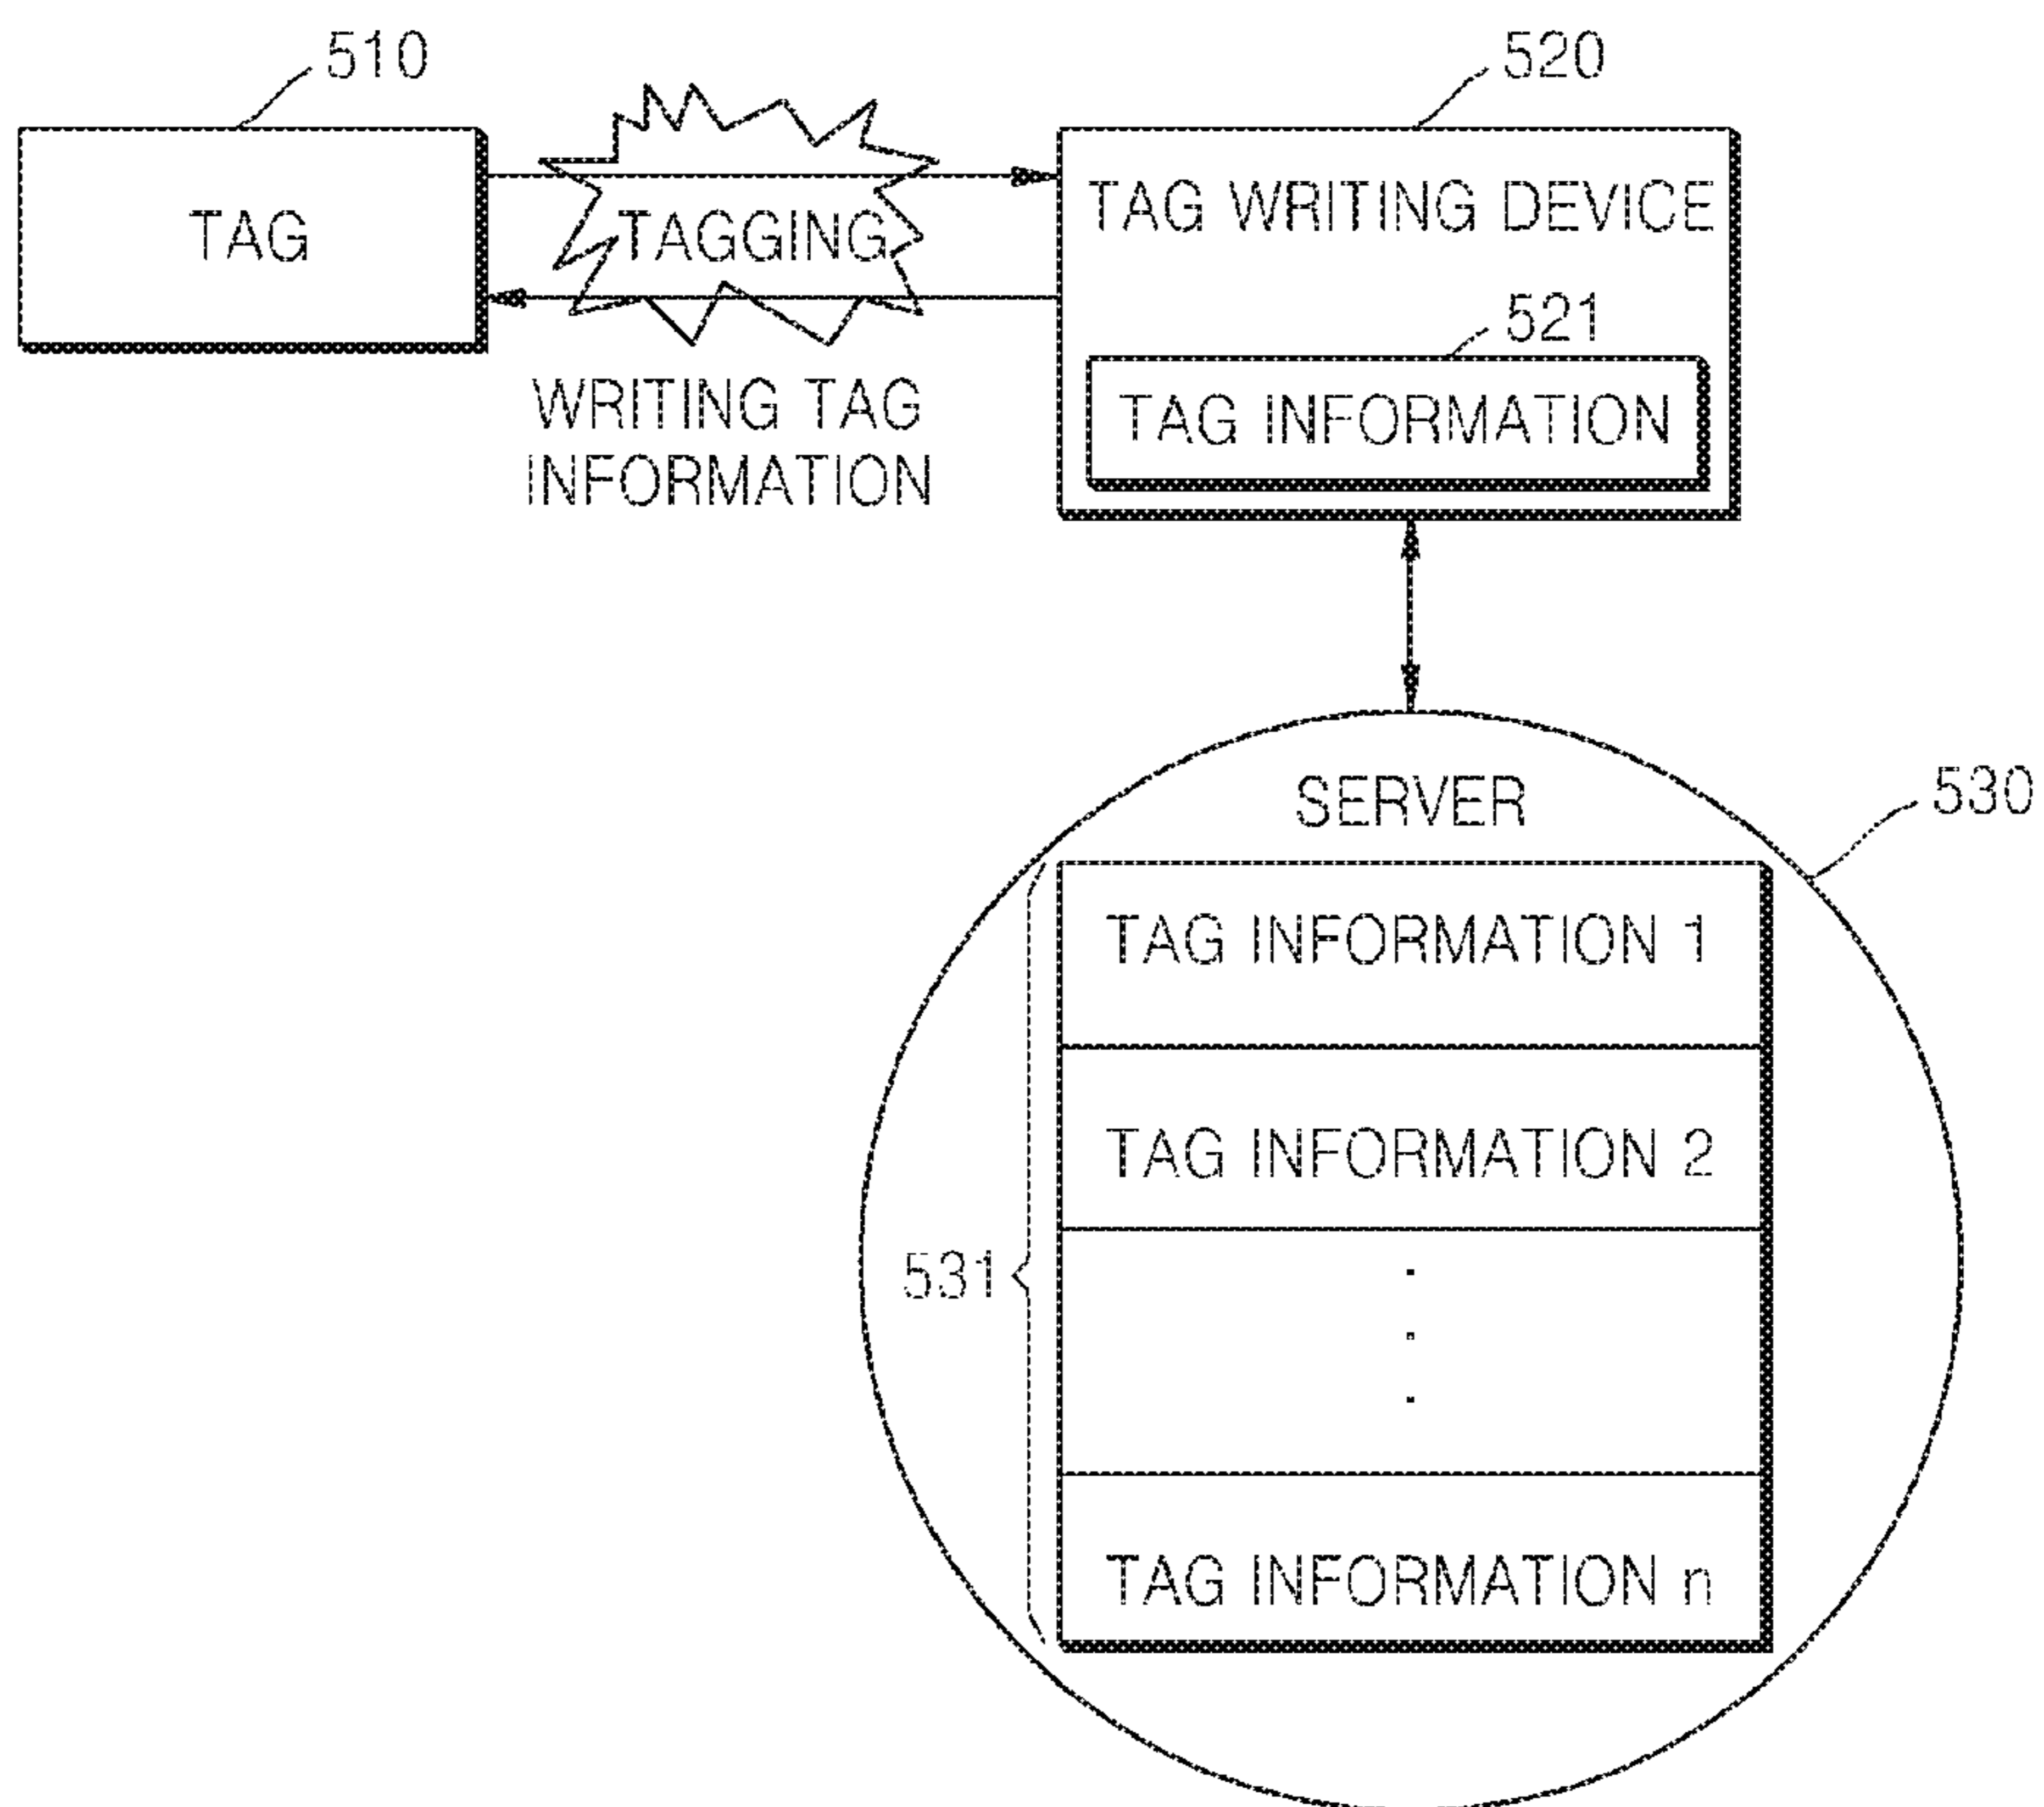 510
520
TAG
TAGGING
TAG WRITING DEVICE
521
TAG INFORMATION
WRITING TAG
INFORMATION
SERVER
530
TAG INFORMATION 1
TAG INFORMATION 2
531
.
.
.
TAG INFORMATION n